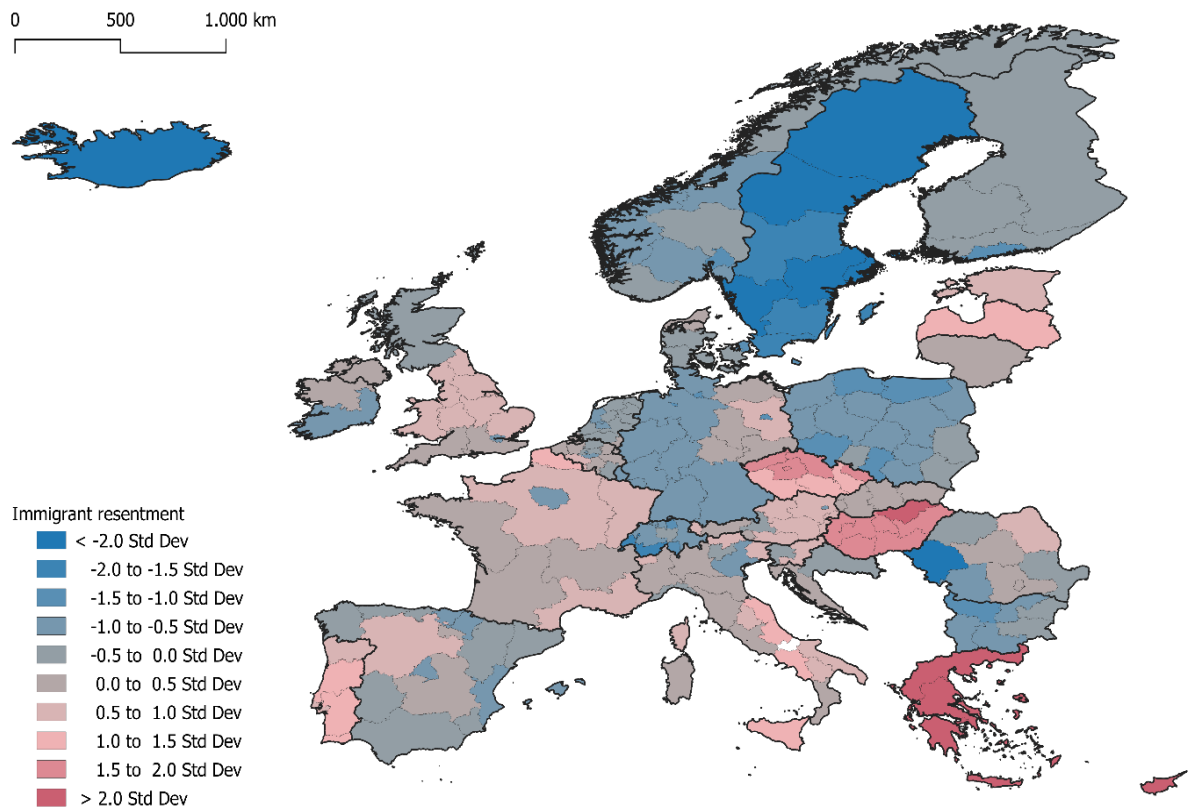 0 500 1.000 km
Immigrant resentment
< -2.0 Std Dev
-2.0 to -1.5 Std Dev
-1.5 to -1.0 Std Dev
-1.0 to -0.5 Std Dev
-0.5 to 0.0 Std Dev
0.0 to 0.5 Std Dev
0.5 to 1.0 Std Dev
1.0 to 1.5 Std Dev
1.5 to 2.0 Std Dev
> 2.0 Std Dev